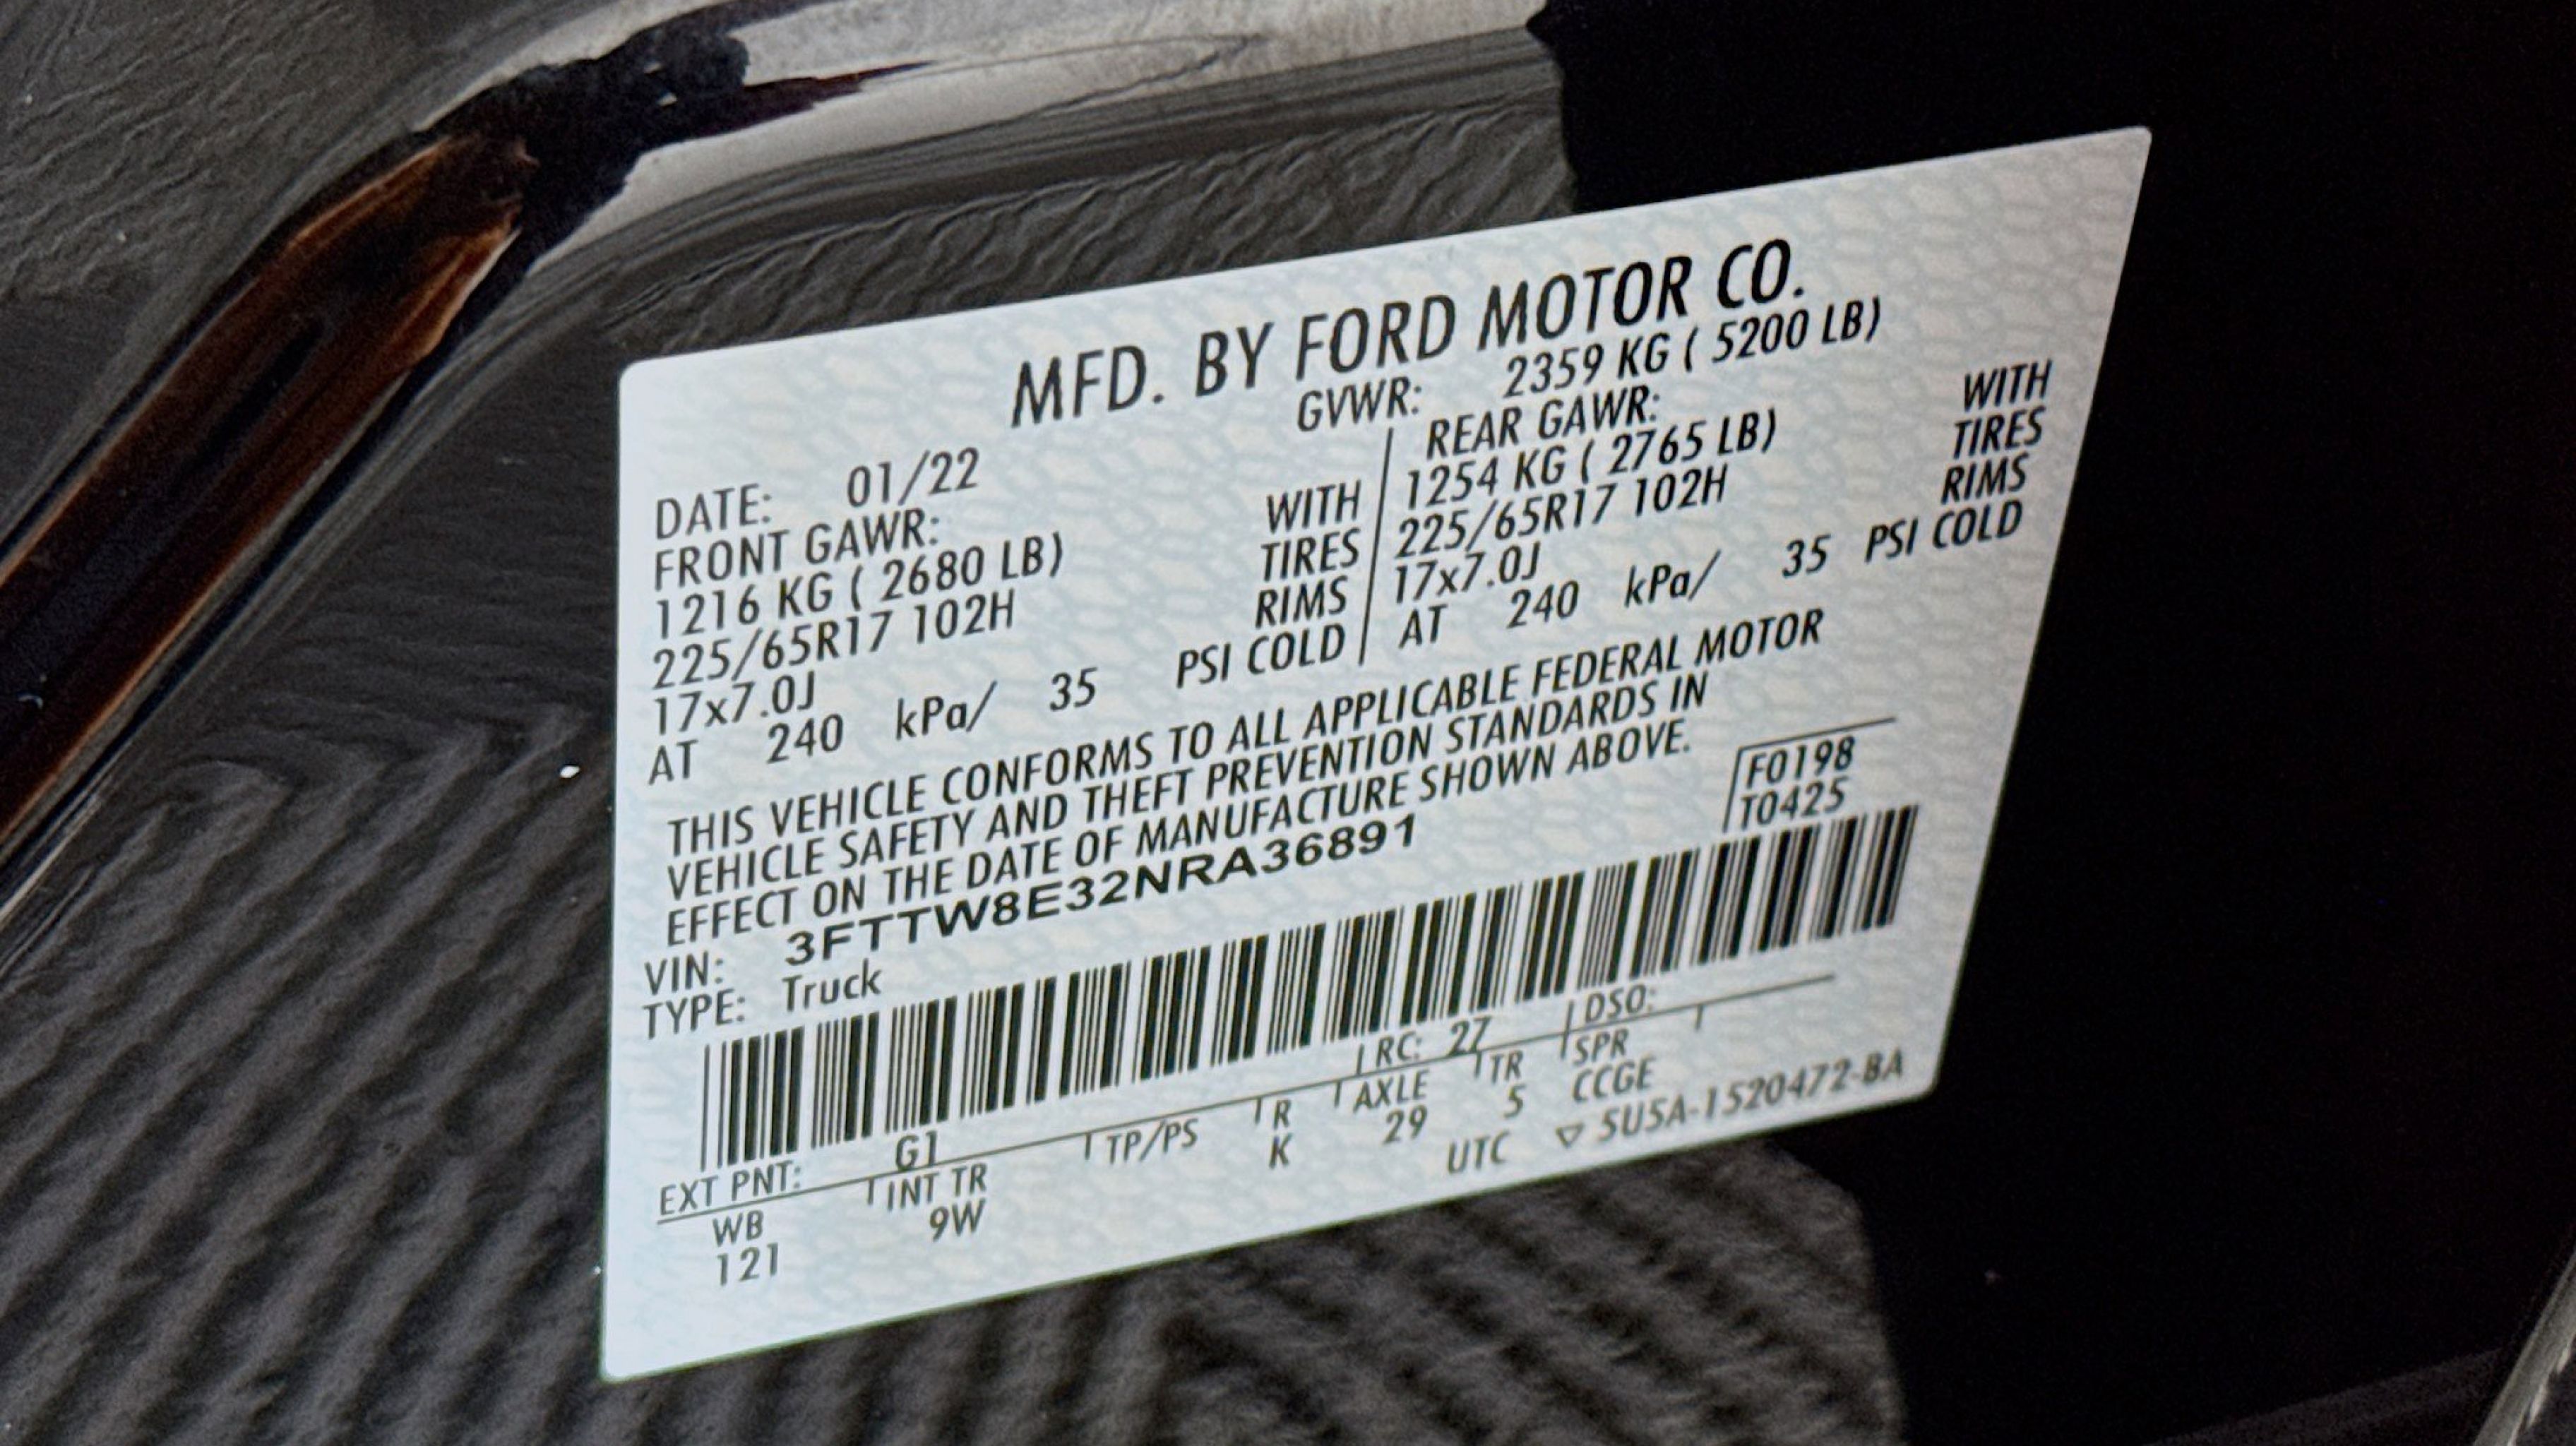 MFD. BY FORD MOTOR CO.
GVWR: 2359 KG ( 5200 LB)
DATE: 01/22
FRONT GAWR:
1216 KG ( 2680 LB) WITH
225/65R17 102H TIRES
17x7.0J RIMS
AT 240 kPa/ 35 PSI COLD
REAR GAWR:
1254 KG ( 2765 LB) WITH
225/65R17 102H TIRES
17x7.0J RIMS
AT 240 kPa/ 35 PSI COLD
THIS VEHICLE CONFORMS TO ALL APPLICABLE FEDERAL MOTOR
VEHICLE SAFETY AND THEFT PREVENTION STANDARDS IN
EFFECT ON THE DATE OF MANUFACTURE SHOWN ABOVE.
VIN: 3FTTW8E32NRA36891
TYPE: Truck
F0198
T0425
EXT PNT: G1 RC: 27 DSO:
WB INT TR TP/PS R AXLE TR SPR
121 9W K 29 5 CCGE
UTC ▽ 5U5A-1520472-BA